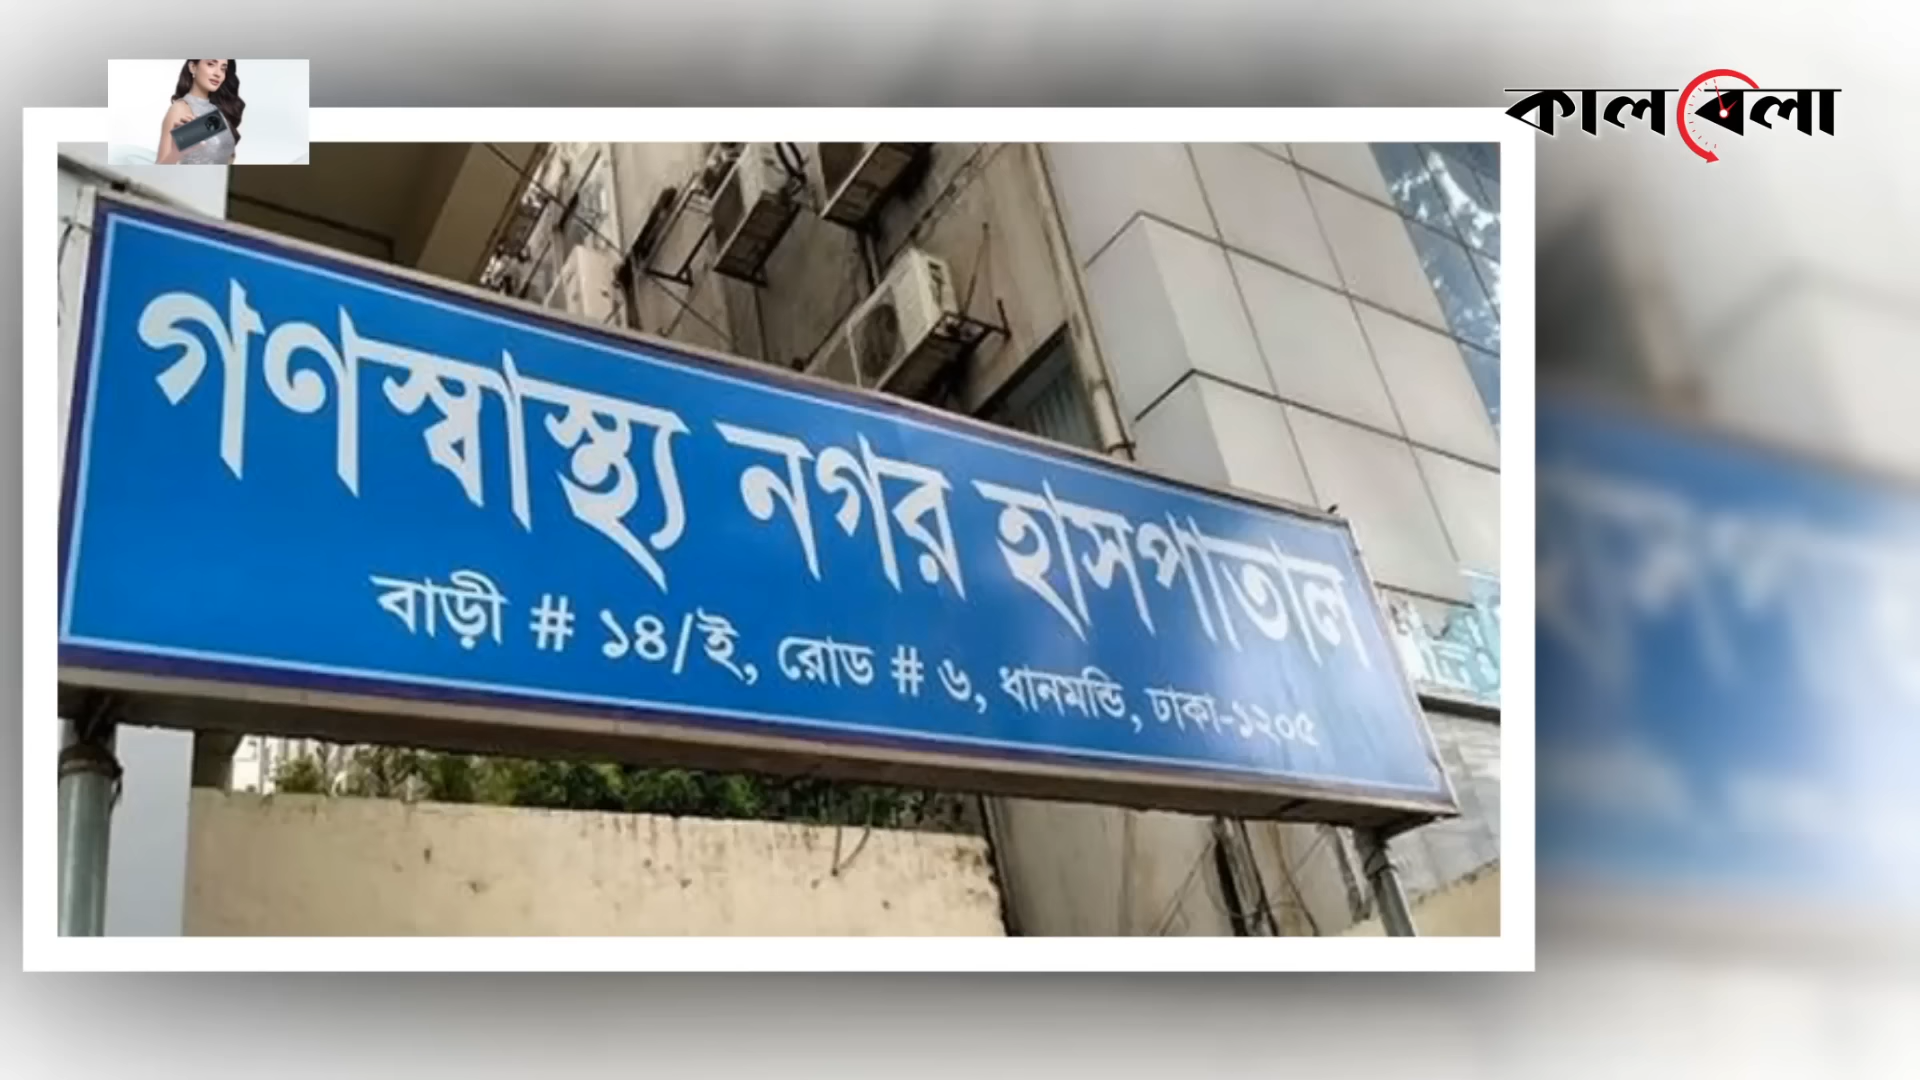 কালবেলা
গণস্বাস্থ্য নগর হাসপাতাল
বাড়ী # ১৪/ই, রোড # ৬, ধানমন্ডি, ঢাকা-১২০৫